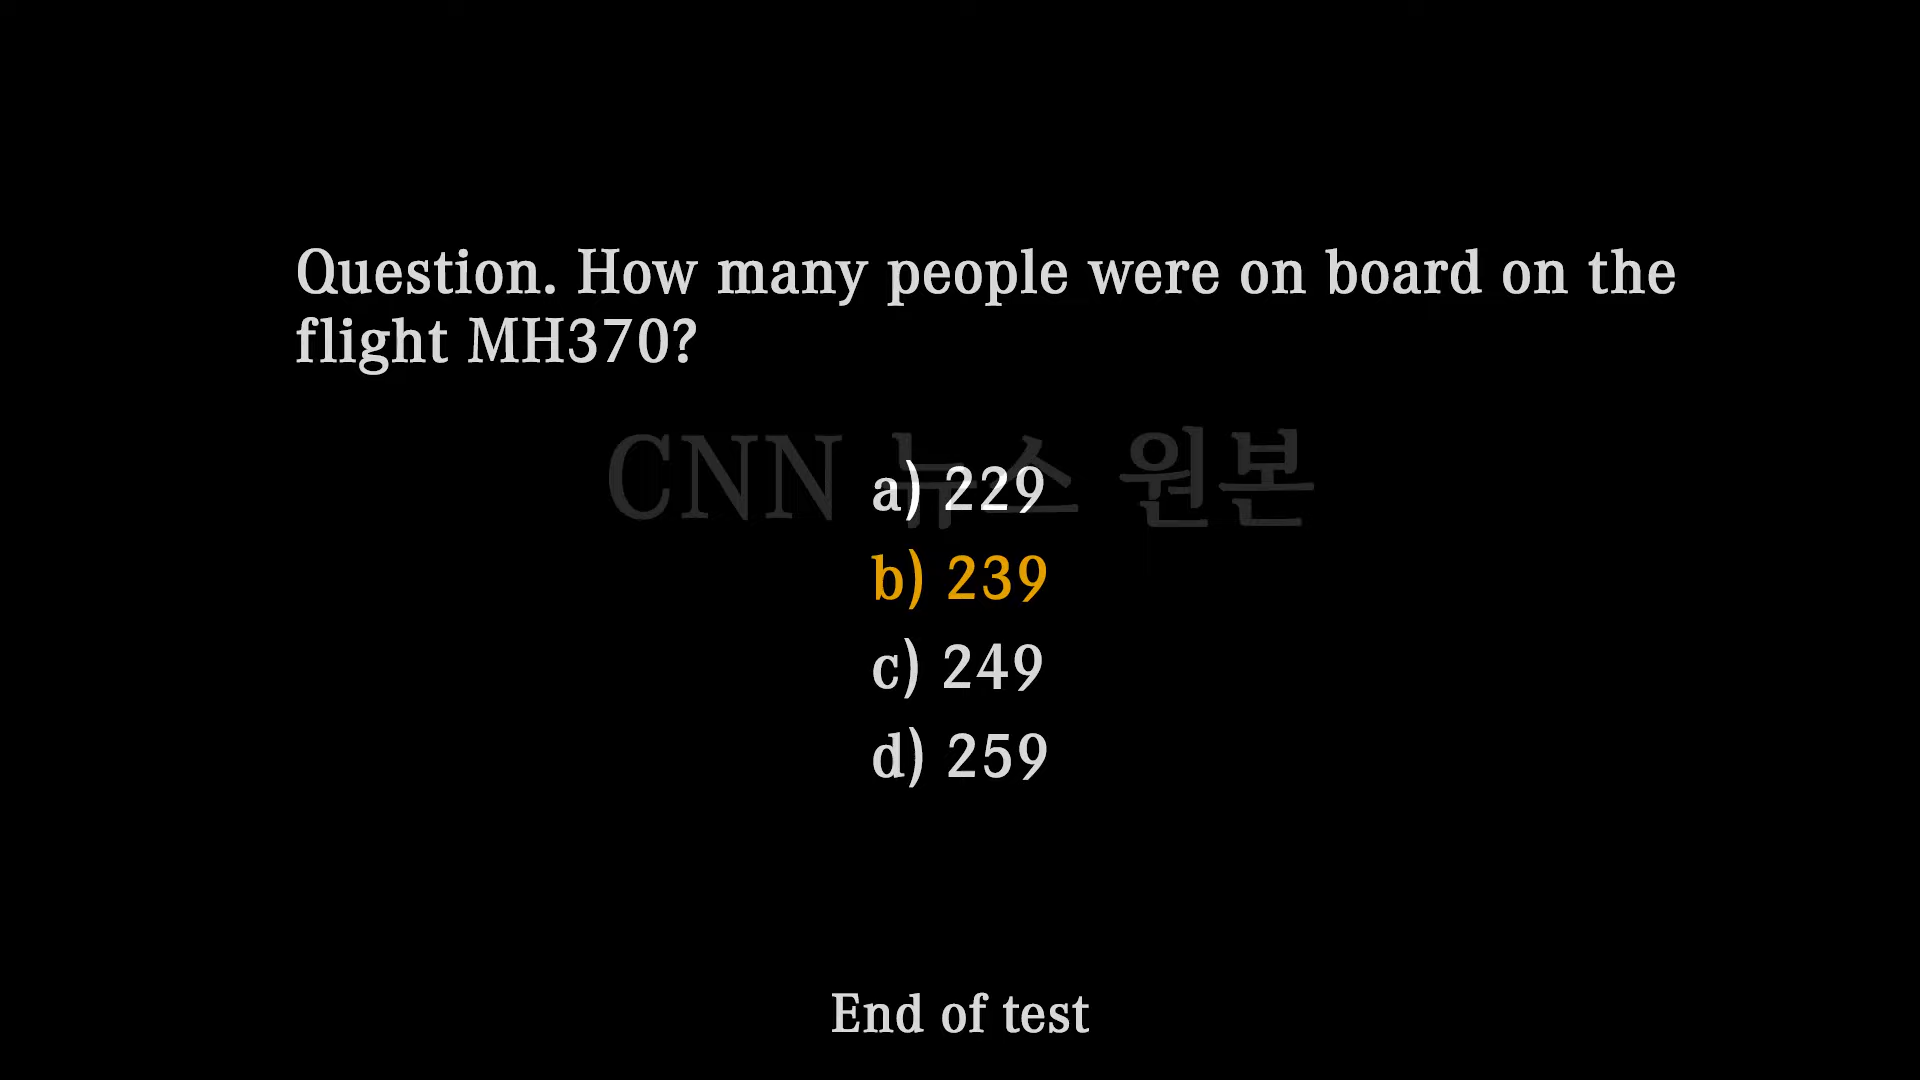 Question. How many people were on board on the
flight MH370?
CNN 뉴스 원본
a) 229
b) 239
c) 249
d) 259
End of test